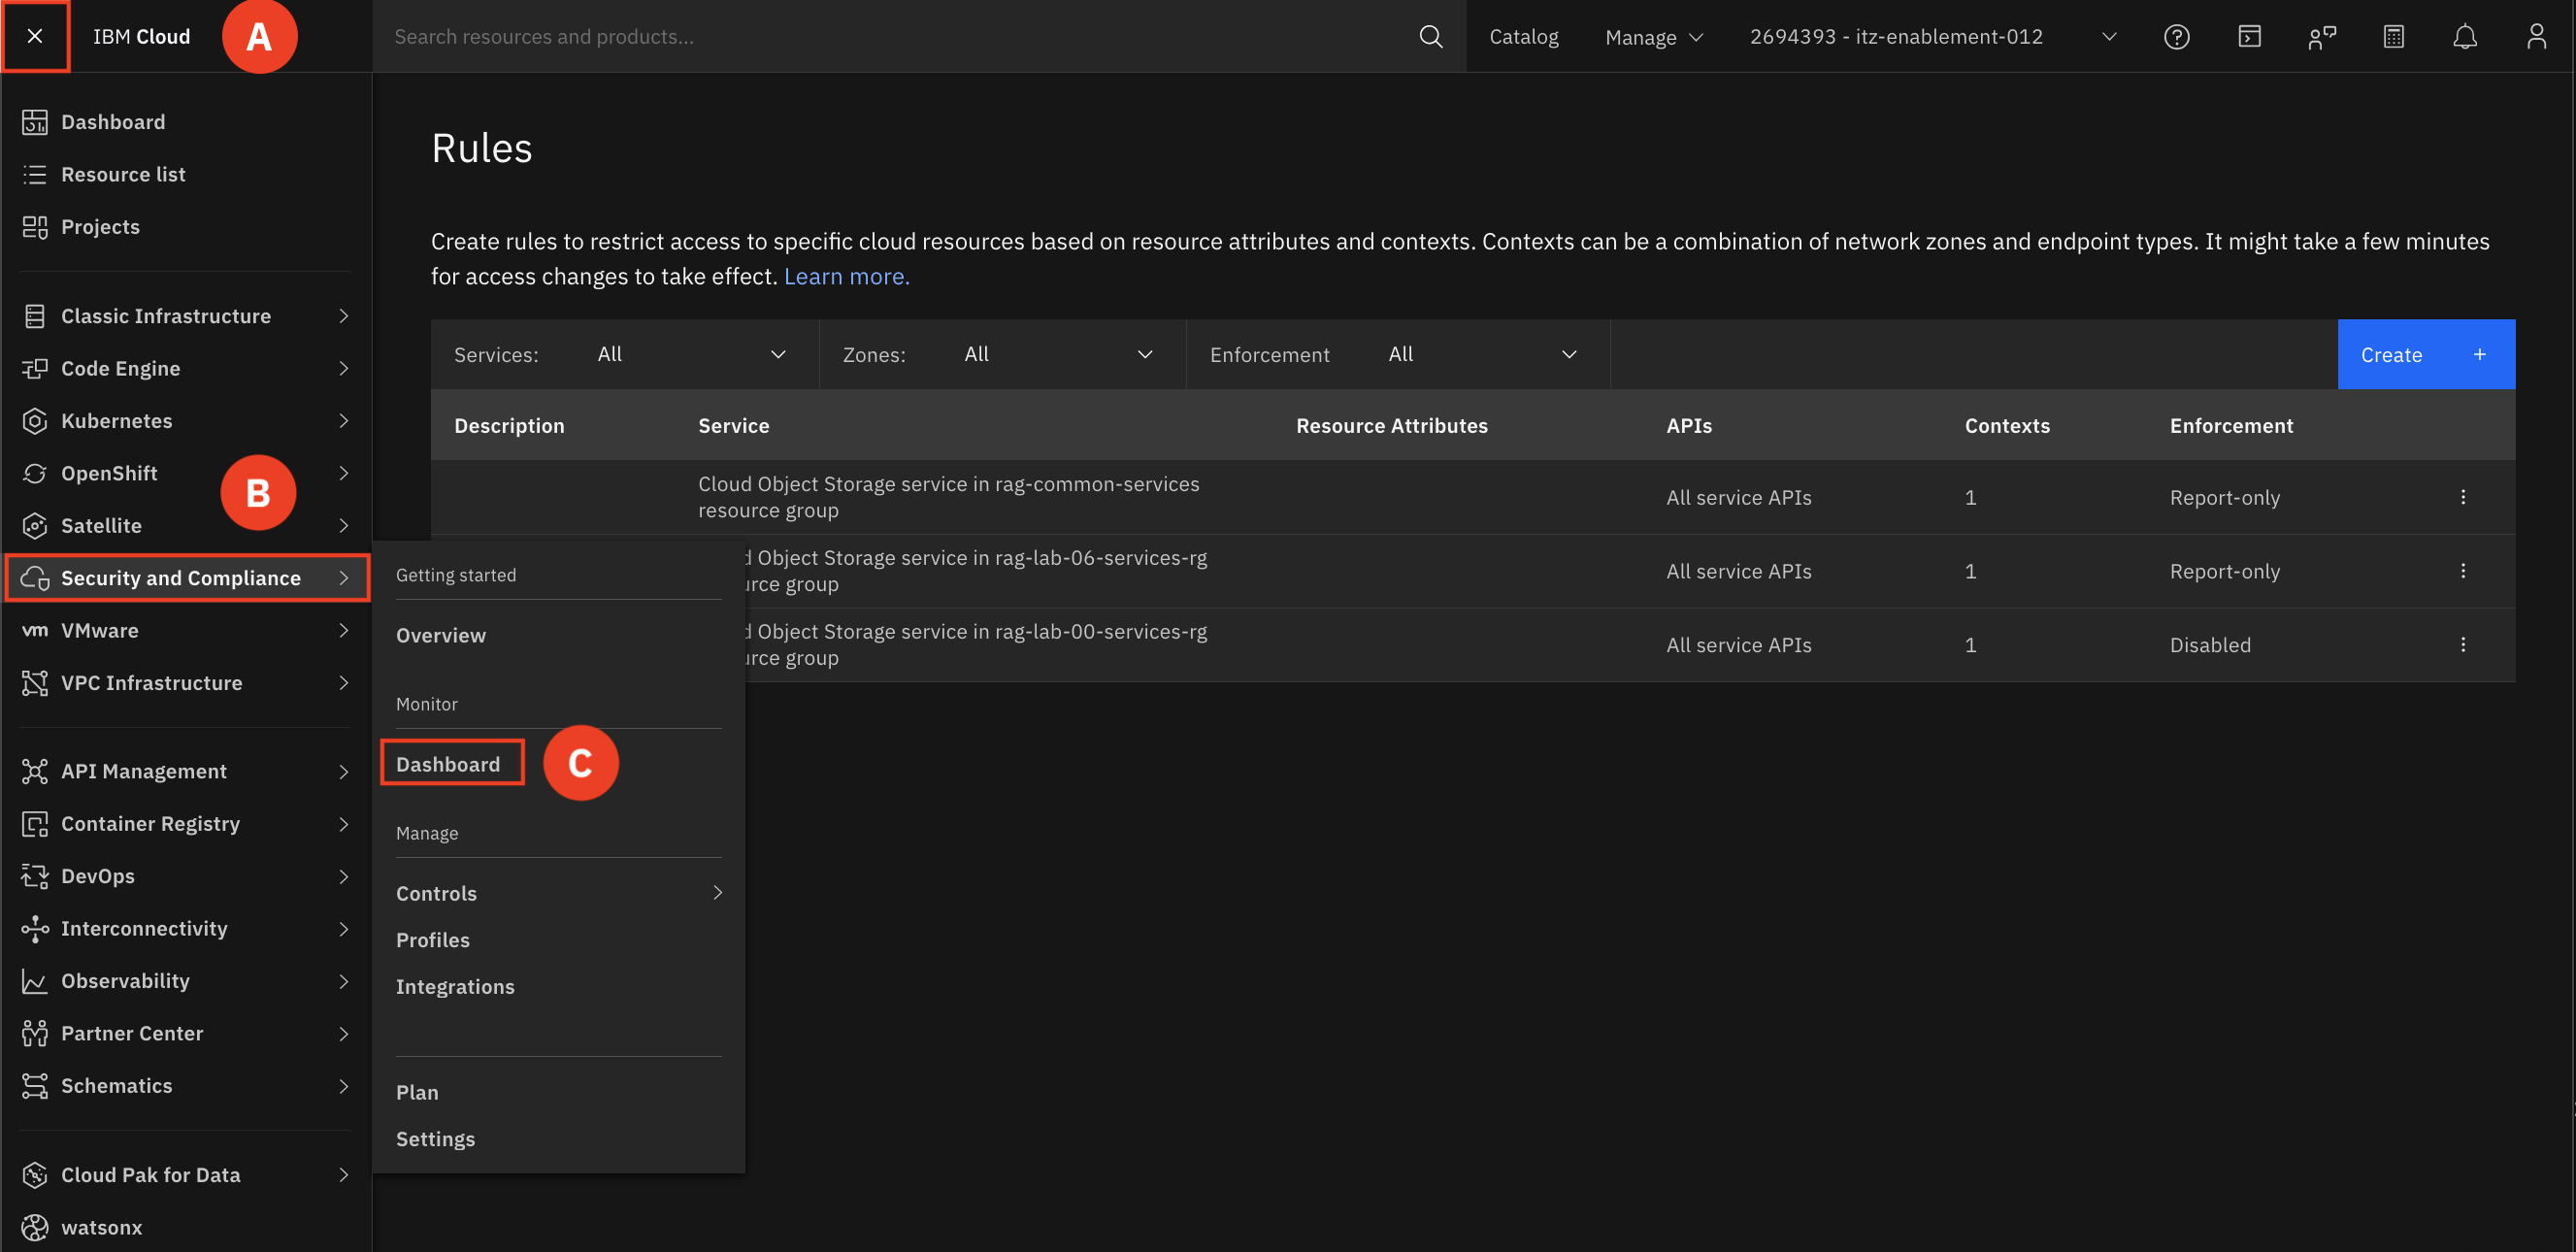 IBM Cloud
A
Search resources and products...
Catalog
Manage
2694393 - itz-enablement-012
Dashboard
Resource list
Projects
Classic Infrastructure
Code Engine
Kubernetes
OpenShift
B
Satellite
Security and Compliance
VMware
vm
VPC Infrastructure
API Management
Container Registry
DevOps
Interconnectivity
Observability
Partner Center
Schematics
Cloud Pak for Data
watsonx
Getting started
Overview
Monitor
Dashboard
C
Manage
Controls
Profiles
Integrations
Plan
Settings
Rules
Create rules to restrict access to specific cloud resources based on resource attributes and contexts. Contexts can be a combination of network zones and endpoint types. It might take a few minutes
for access changes to take effect. Learn more.
Services: All
Zones: All
Enforcement All
Create +
Description Service Resource Attributes APIs Contexts Enforcement
Cloud Object Storage service in rag-common-services
resource group
All service APIs 1 Report-only
d Object Storage service in rag-lab-06-services-rg
urce group
All service APIs 1 Report-only
d Object Storage service in rag-lab-00-services-rg
urce group
All service APIs 1 Disabled